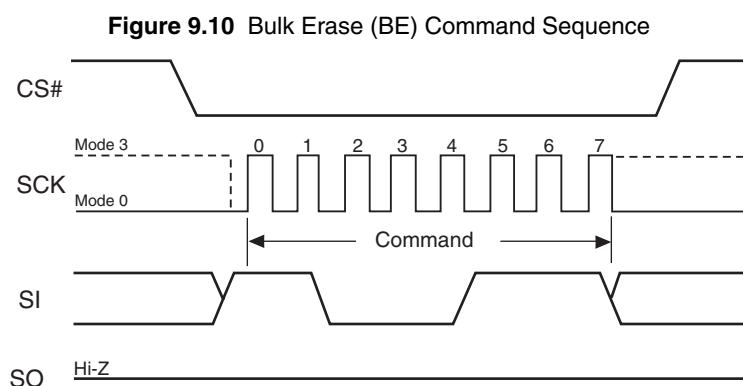 Figure 9.10 Bulk Erase (BE) Command Sequence
CS#
Mode 3
0 1 2 3 4 5 6 7
SCK
Mode 0
Command
SI
Hi-Z
SO